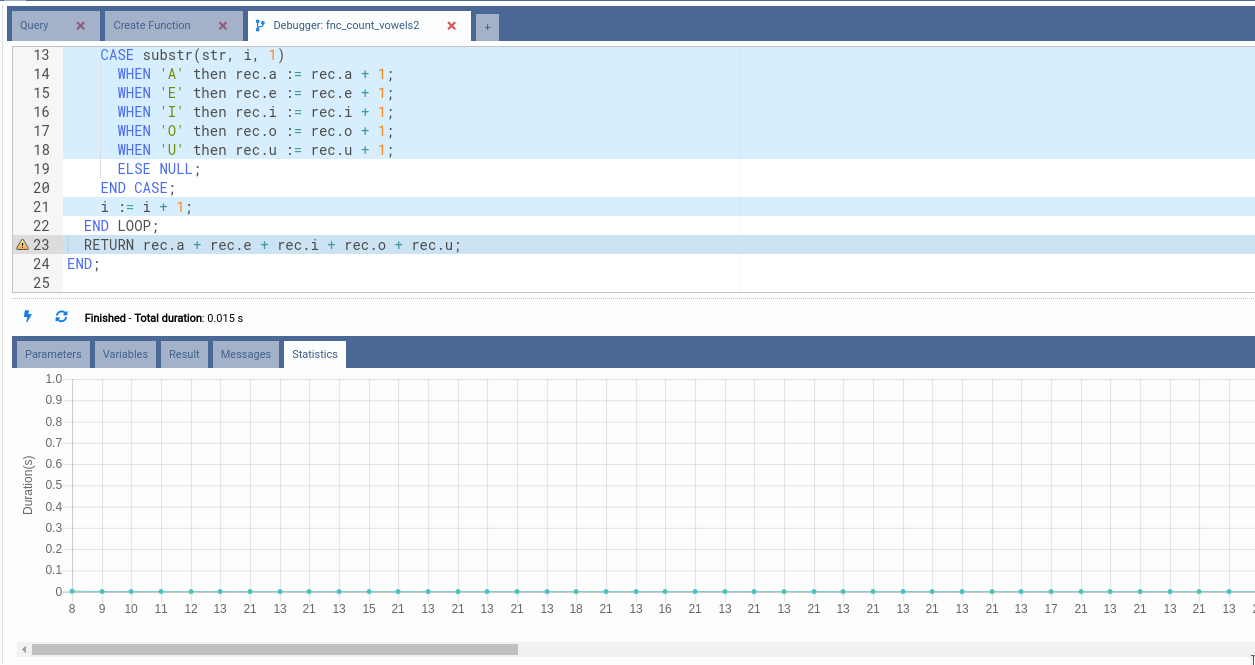 Query Create Function Debugger: fnc_count_vowels2 +
13 CASE substr(str, i, 1)
14 WHEN 'A' then rec.a := rec.a + 1;
15 WHEN 'E' then rec.e := rec.e + 1;
16 WHEN 'I' then rec.i := rec.i + 1;
17 WHEN 'O' then rec.o := rec.o + 1;
18 WHEN 'U' then rec.u := rec.u + 1;
19 ELSE NULL;
20 END CASE;
21 i := i + 1;
22 END LOOP;
23 RETURN rec.a + rec.e + rec.i + rec.o + rec.u;
24 END;
25
Finished - Total duration: 0.015 s
Parameters Variables Result Messages Statistics
1.0
0.9
0.8
0.7
0.6
0.5
0.4
0.3
0.2
0.1
0
Duration(s)
8 9 10 11 12 13 21 13 21 13 15 21 13 21 13 21 13 18 21 13 16 21 13 21 13 21 13 21 13 21 13 21 13 17 21 13 21 13 21 13